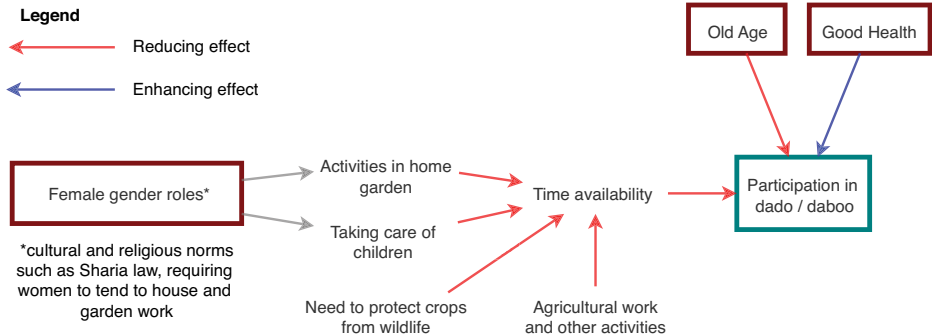 Legend
Reducing effect
Enhancing effect
Old Age
Good Health
Female gender roles*
*cultural and religious norms
such as Sharia law, requiring
women to tend to house and
garden work
Activities in home
garden
Taking care of
children
Need to protect crops
from wildlife
Time availability
Agricultural work
and other activities
Participation in
dado / daboo